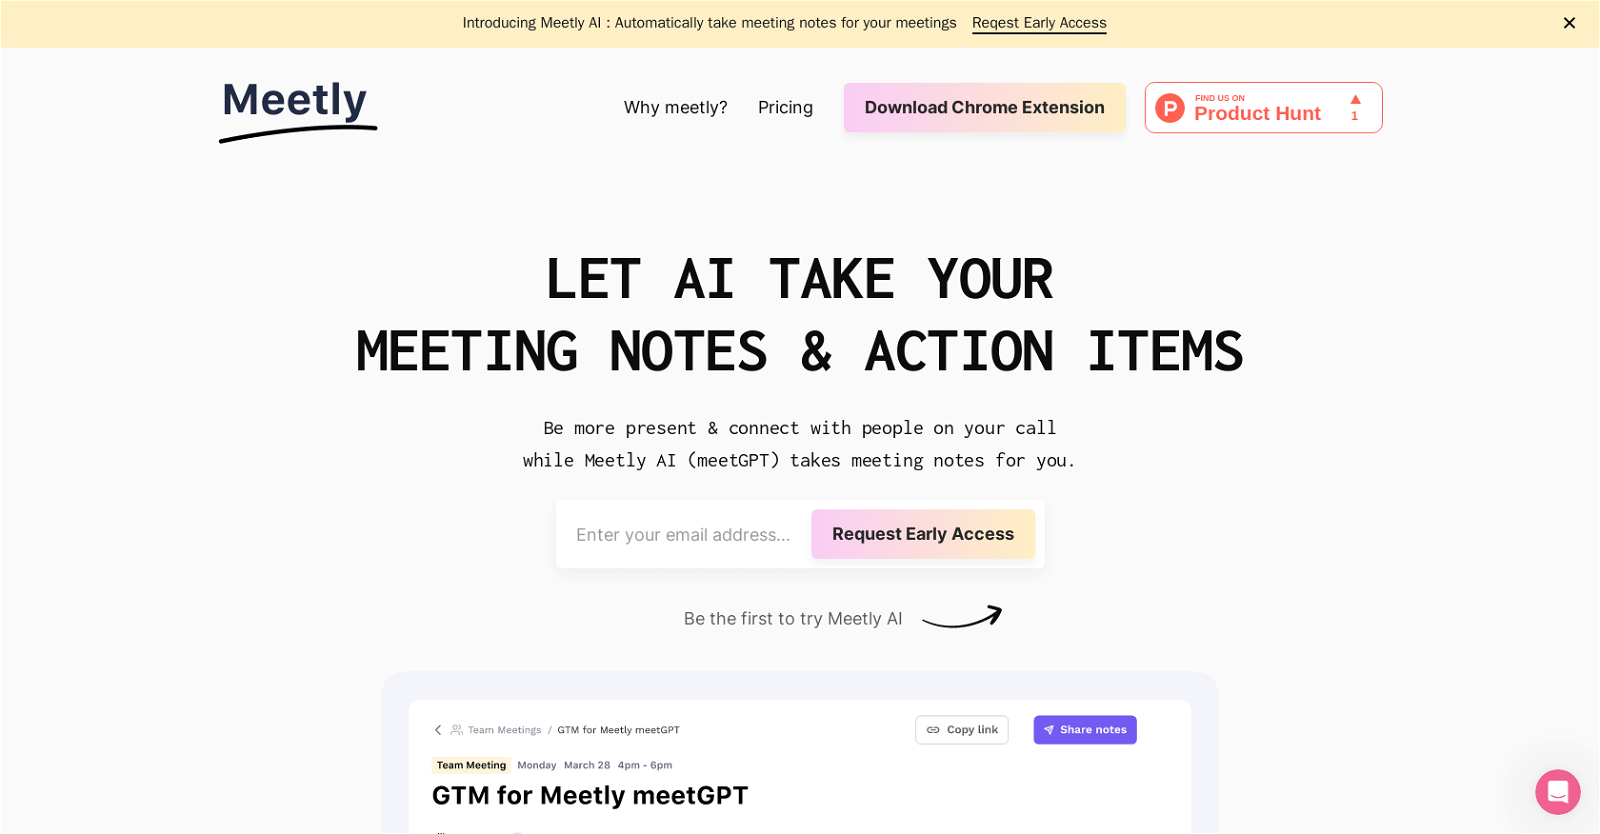 Introducing Meetly AI : Automatically take meeting notes for your meetings Reqest Early Access
Meetly
Why meetly? Pricing Download Chrome Extension
FIND US ON
Product Hunt
1
LET AI TAKE YOUR
MEETING NOTES & ACTION ITEMS
Be more present & connect with people on your call
while Meetly AI (meetGPT) takes meeting notes for you.
Enter your email address... Request Early Access
Be the first to try Meetly AI
Team Meetings / GTM for Meetly meetGPT Copy link Share notes
Team Meeting Monday March 28 4pm - 6pm
GTM for Meetly meetGPT